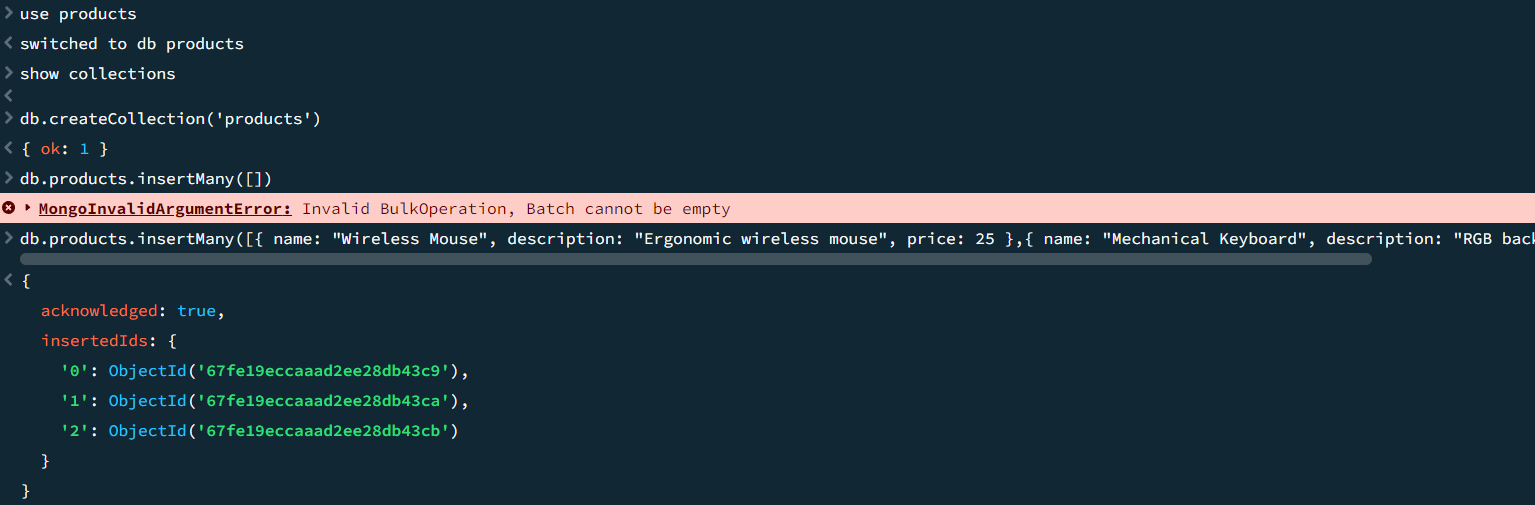 use products
switched to db products
show collections
db.createCollection('products')
{ ok: 1 }
db.products.insertMany([])
MongoInvalidArgumentError: Invalid BulkOperation, Batch cannot be empty
db.products.insertMany([{ name: "Wireless Mouse", description: "Ergonomic wireless mouse", price: 25 },{ name: "Mechanical Keyboard", description: "RGB back
{
acknowledged: true,
insertedIds: {
'0': ObjectId('67fe19eccaaad2ee28db43c9'),
'1': ObjectId('67fe19eccaaad2ee28db43ca'),
'2': ObjectId('67fe19eccaaad2ee28db43cb')
}
}